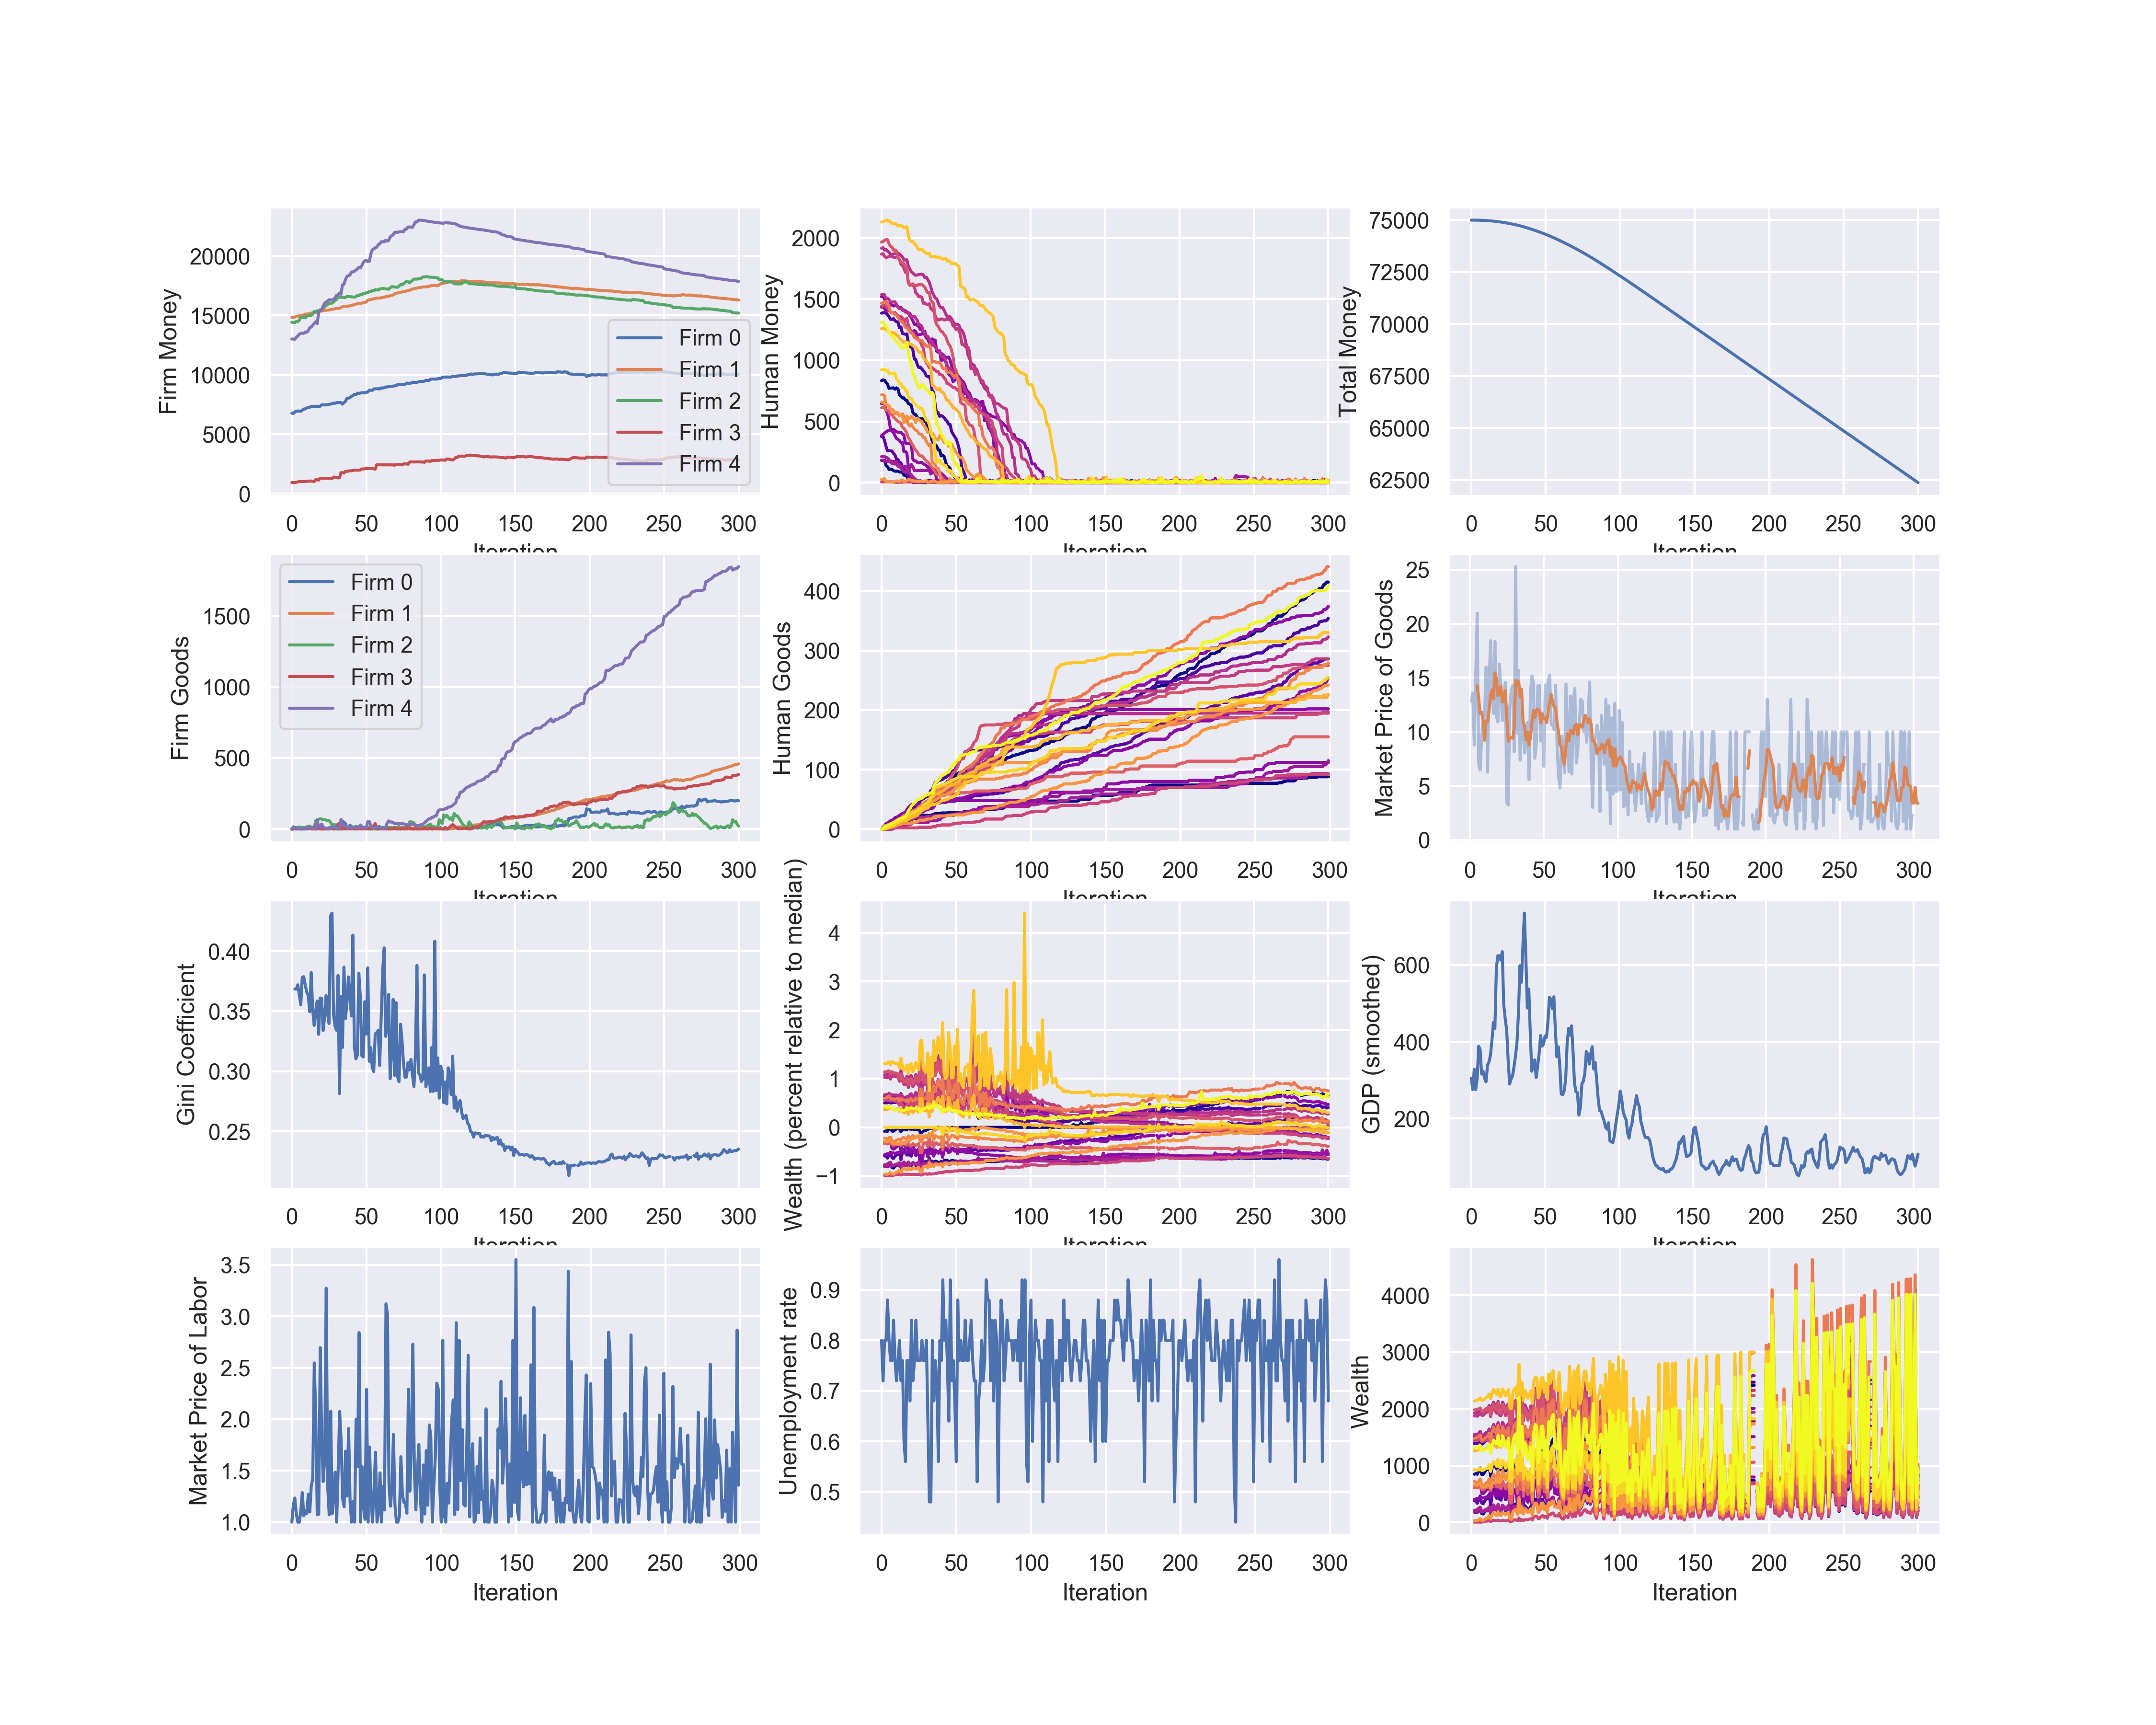 Firm Money
20000
15000
10000
5000
0
Firm 0
Firm 1
Firm 2
Firm 3
Firm 4
0 50 100 150 200 250 300
Iteration
Human Money
2000
1500
1000
500
0
0 50 100 150 200 250 300
Iteration
Total Money
75000
72500
70000
67500
65000
62500
0 50 100 150 200 250 300
Iteration
Firm Goods
1500
1000
500
0
Firm 0
Firm 1
Firm 2
Firm 3
Firm 4
0 50 100 150 200 250 300
Iteration
Human Goods
400
300
200
100
0
0 50 100 150 200 250 300
Iteration
Market Price of Goods
25
20
15
10
5
0
0 50 100 150 200 250 300
Iteration
Gini Coefficient
0.40
0.35
0.30
0.25
0 50 100 150 200 250 300
Iteration
Wealth (percent relative to median)
4
3
2
1
0
−1
0 50 100 150 200 250 300
Iteration
GDP (smoothed)
600
400
200
0 50 100 150 200 250 300
Iteration
Market Price of Labor
3.5
3.0
2.5
2.0
1.5
1.0
0 50 100 150 200 250 300
Iteration
Unemployment rate
0.9
0.8
0.7
0.6
0.5
0 50 100 150 200 250 300
Iteration
Wealth
4000
3000
2000
1000
0
0 50 100 150 200 250 300
Iteration